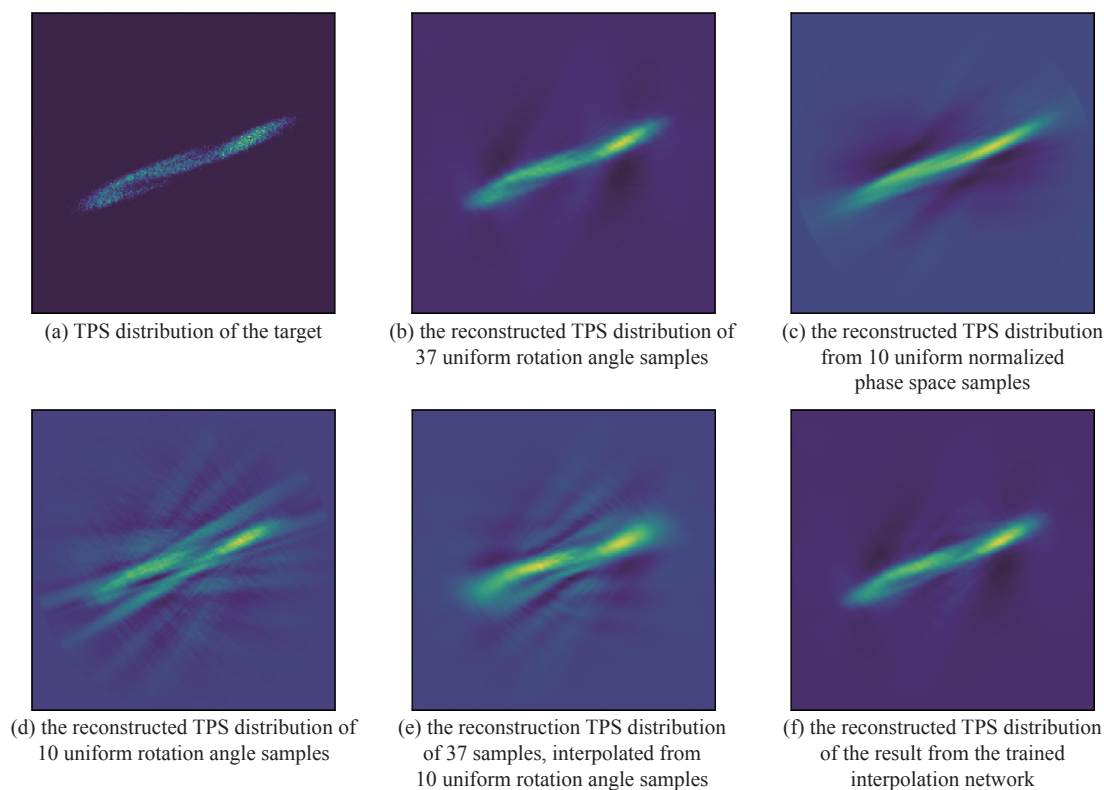 (a) TPS distribution of the target
(b) the reconstructed TPS distribution of
37 uniform rotation angle samples
(c) the reconstructed TPS distribution
from 10 uniform normalized
phase space samples
(d) the reconstructed TPS distribution of
10 uniform rotation angle samples
(e) the reconstruction TPS distribution
of 37 samples, interpolated from
10 uniform rotation angle samples
(f) the reconstructed TPS distribution
of the result from the trained
interpolation network